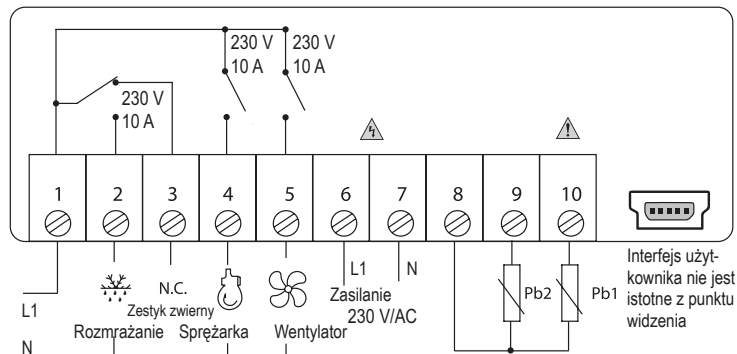 230 V
10 A
230 V
10 A
230 V
10 A
1 2 3 4 5 6 7 8 9 10
L1
N
Rozmrażanie
N.C.
Zestyk zwierny
Sprężarka
Wentylator
L1
N
Zasilanie
230 V/AC
Pb2
Pb1
Interfejs użyt-
kownika nie jest
istotne z punktu
widzenia